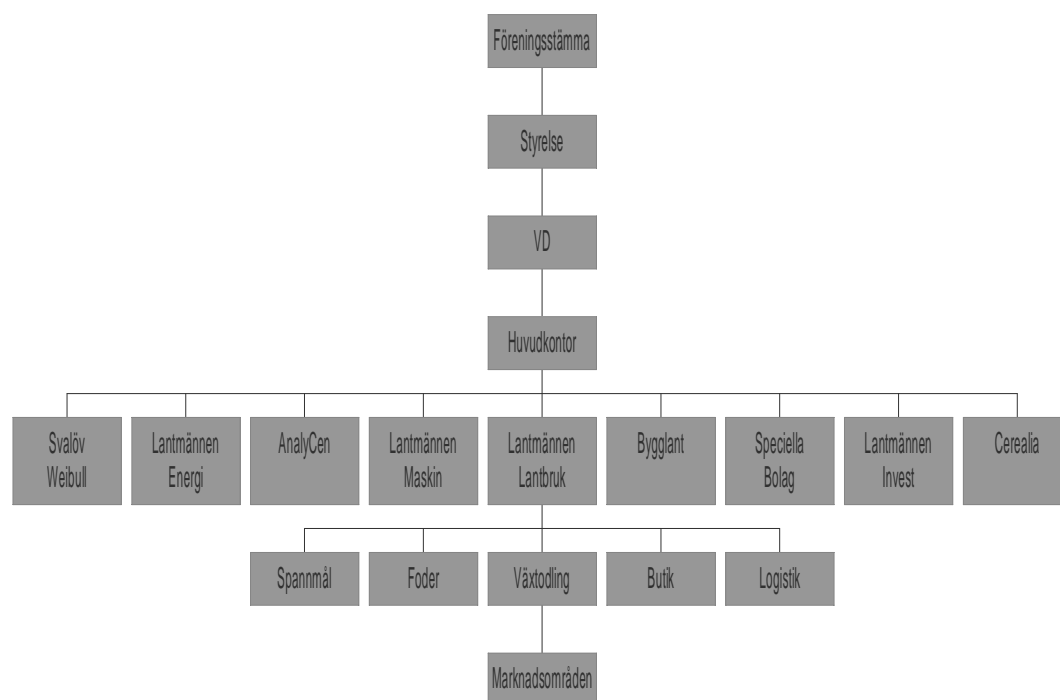 Föreningsstämma
Styrelse
VD
Huvudkontor
Svalöv
Weibull
Lantmännen
Energi
AnalyCen
Lantmännen
Maskin
Lantmännen
Lantbruk
Bygglant
Speciella
Bolag
Lantmännen
Invest
Cerealia
Spannmål
Foder
Växtodling
Butik
Logistik
Marknadsområden